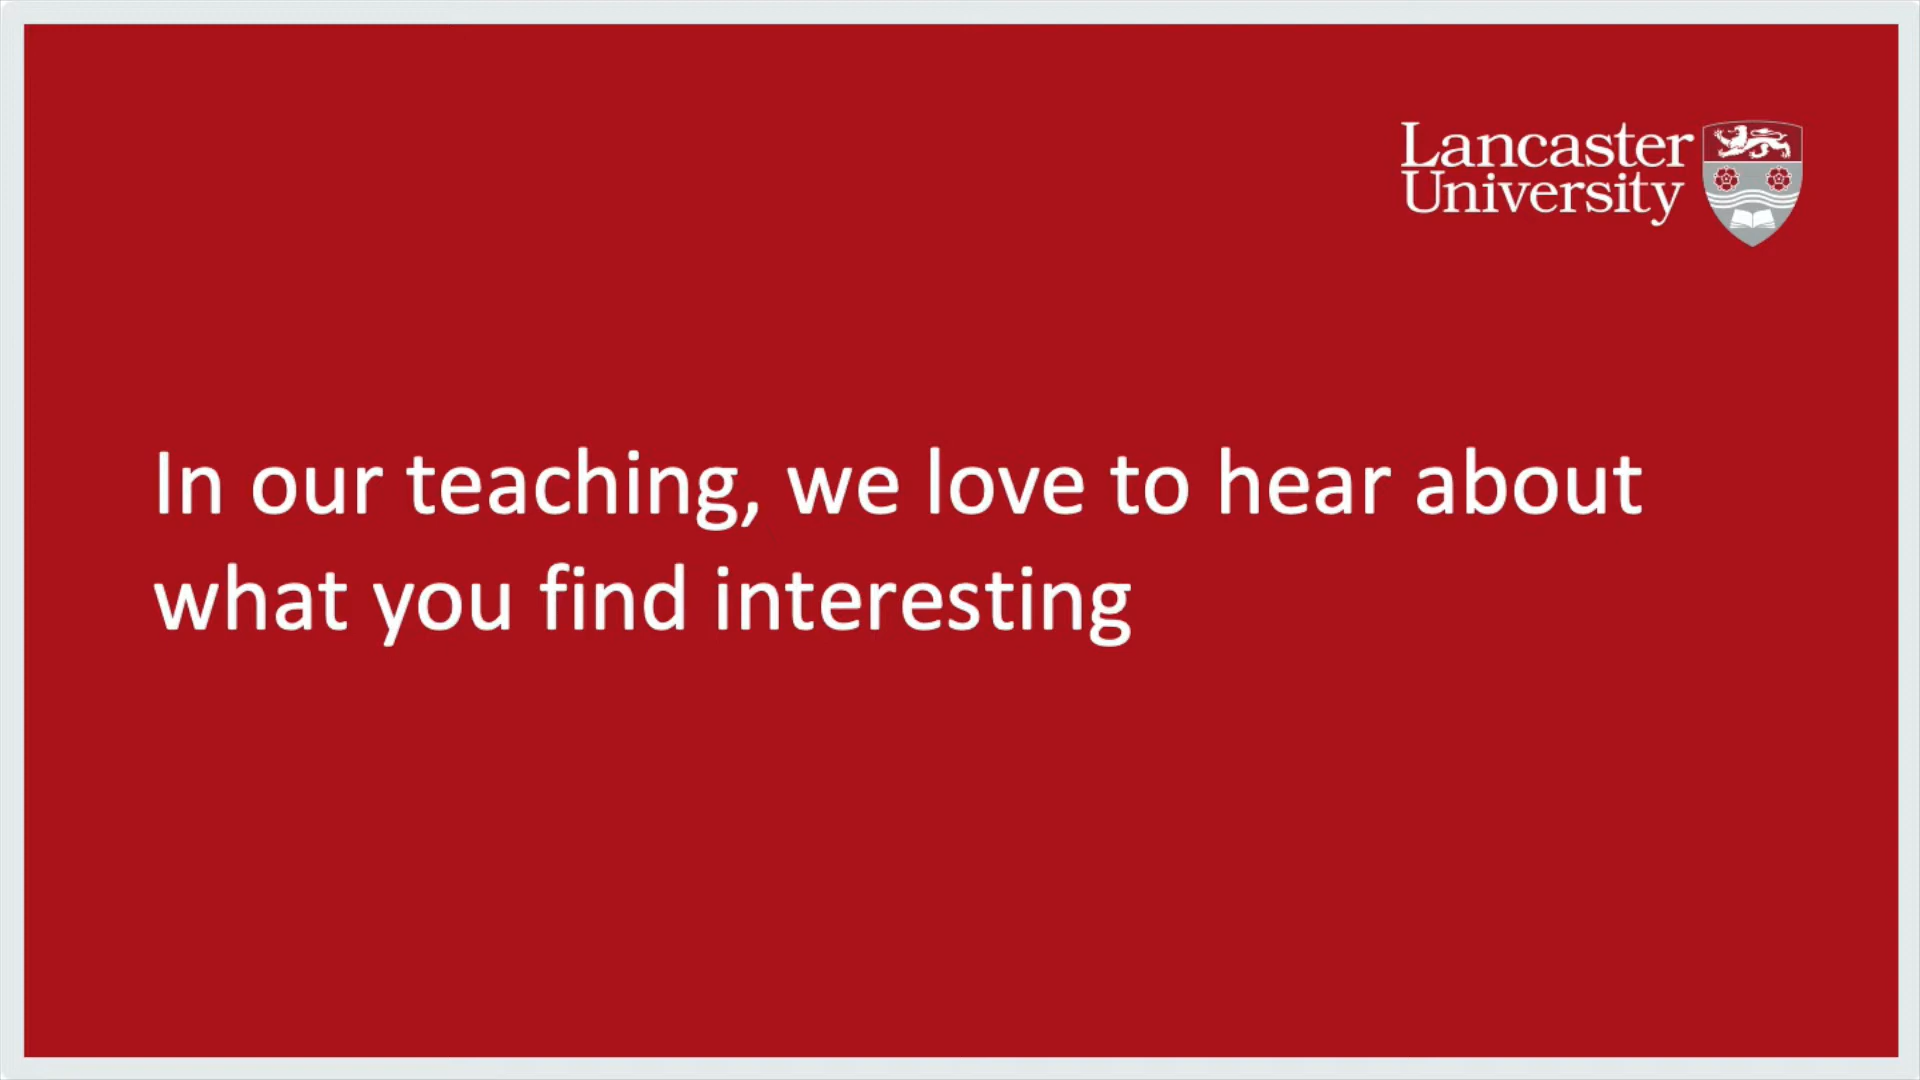 Lancaster
University
In our teaching, we love to hear about
what you find interesting